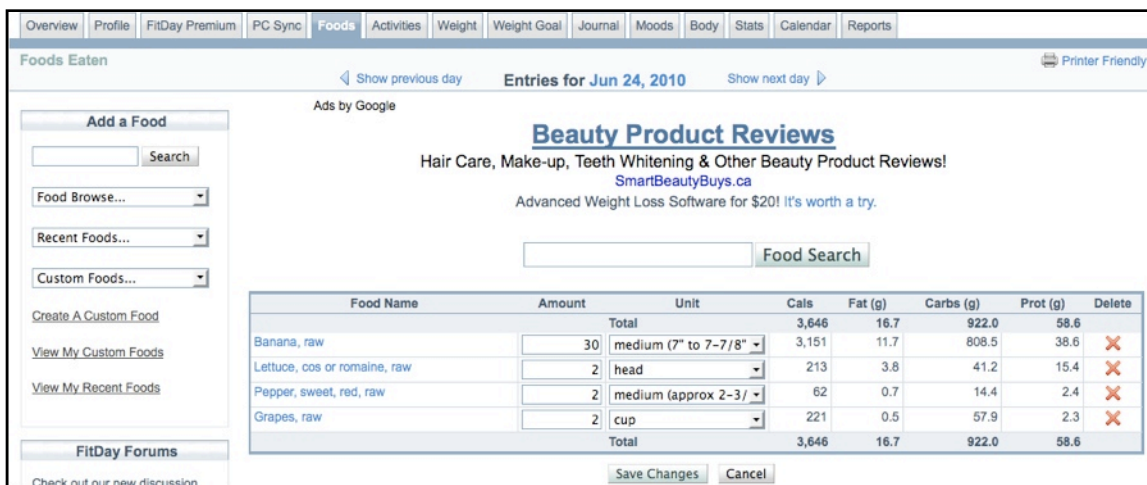 Overview Profile FitDay Premium PC Sync Foods Activities Weight Weight Goal Journal Moods Body Stats Calendar Reports
Foods Eaten
Printer Friendly
Show previous day Entries for Jun 24, 2010 Show next day
Ads by Google
Add a Food
Search
Food Browse...
Recent Foods...
Custom Foods...
Create A Custom Food
View My Custom Foods
View My Recent Foods
FitDay Forums
Check out our new discussion
Beauty Product Reviews
Hair Care, Make-up, Teeth Whitening & Other Beauty Product Reviews!
SmartBeautyBuys.ca
Advanced Weight Loss Software for $20! It's worth a try.
Food Search
Food Name Amount Unit Cals Fat (g) Carbs (g) Prot (g) Delete
Total 3,646 16.7 922.0 58.6
Banana, raw 30 medium (7" to 7-7/8" 3,151 11.7 808.5 38.6
Lettuce, cos or romaine, raw 2 head 213 3.8 41.2 15.4
Pepper, sweet, red, raw 2 medium (approx 2-3/ 62 0.7 14.4 2.4
Grapes, raw 2 cup 221 0.5 57.9 2.3
Total 3,646 16.7 922.0 58.6
Save Changes Cancel